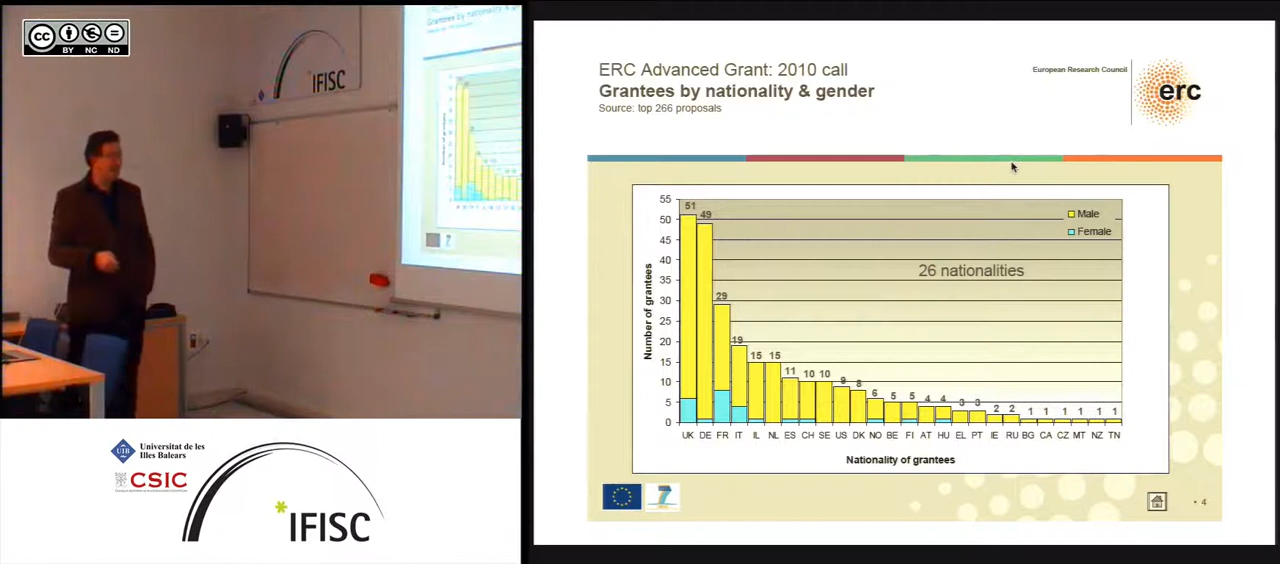 cc
BY NC ND
IFISC
ERC Advanced Grant: 2010 call
Grantees by nationality & gender
Source: top 266 proposals
European Research Council
erc
55
50
45
40
35
30
25
20
15
10
5
0
Number of grantees
51
49
29
19
15
15
11
10
10
9
8
6
5
5
4
4
3
3
2
2
1
1
1
1
1
1
Male
Female
26 nationalities
UK DE FR IT IL NL ES CH SE US DK NO BE FI AT HU EL PT IE RU BG CA CZ MT NZ TN
Nationality of grantees
7
4
UIB
Universitat de les
Illes Balears
CSIC
IFISC